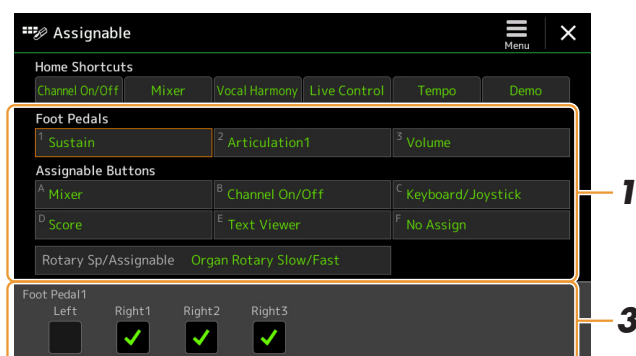 Assignable
Menu
Home Shortcuts
Channel On/Off Mixer Vocal Harmony Live Control Tempo Demo
Foot Pedals
1 Sustain 2 Articulation1 3 Volume
Assignable Buttons
A Mixer B Channel On/Off C Keyboard/Joystick
D Score E Text Viewer F No Assign
Rotary Sp/Assignable Organ Rotary Slow/Fast
1
Foot Pedal1
Left Right1 Right2 Right3
3